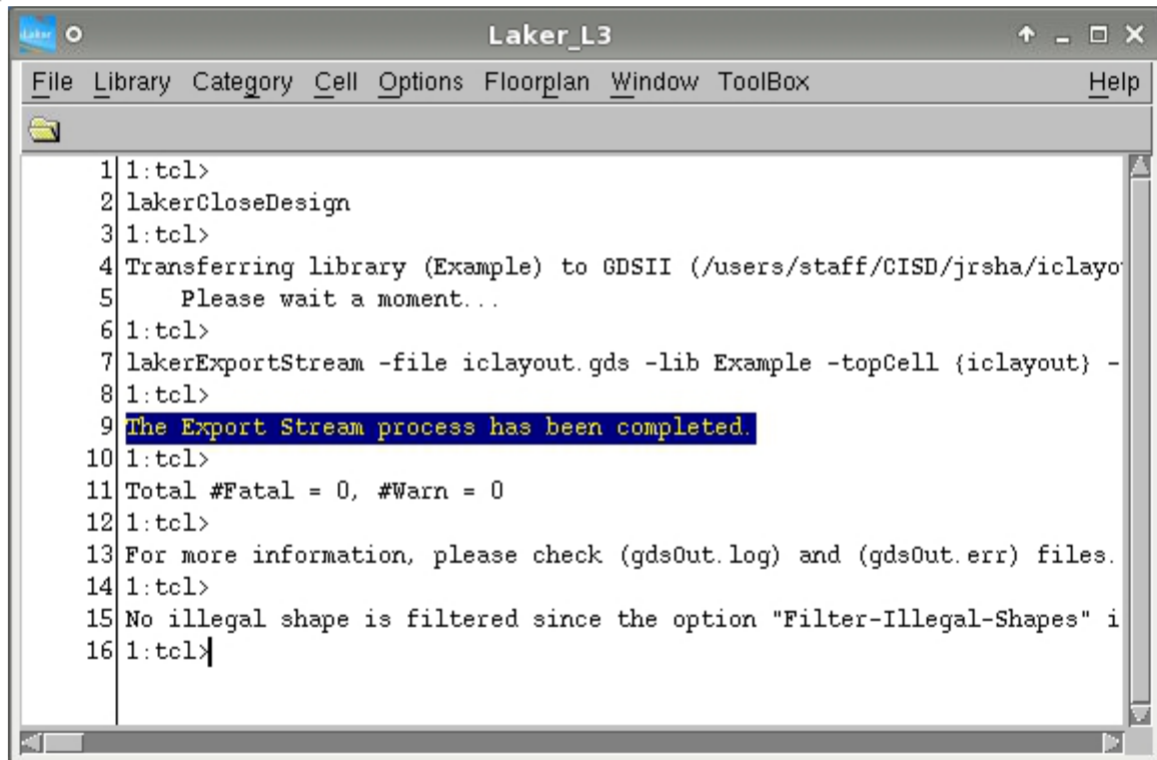 Laker
Laker_L3
File Library Category Cell Options Floorplan Window ToolBox Help
1 1:tcl>
2 lakerCloseDesign
3 1:tcl>
4 Transferring library (Example) to GDSII (/users/staff/CISD/jrsha/iclayo
5 Please wait a moment...
6 1:tcl>
7 lakerExportStream -file iclayout.gds -lib Example -topCell {iclayout} -
8 1:tcl>
9 The Export Stream process has been completed.
10 1:tcl>
11 Total #Fatal = 0, #Warn = 0
12 1:tcl>
13 For more information, please check (gdsOut.log) and (gdsOut.err) files.
14 1:tcl>
15 No illegal shape is filtered since the option "Filter-Illegal-Shapes" i
16 1:tcl>